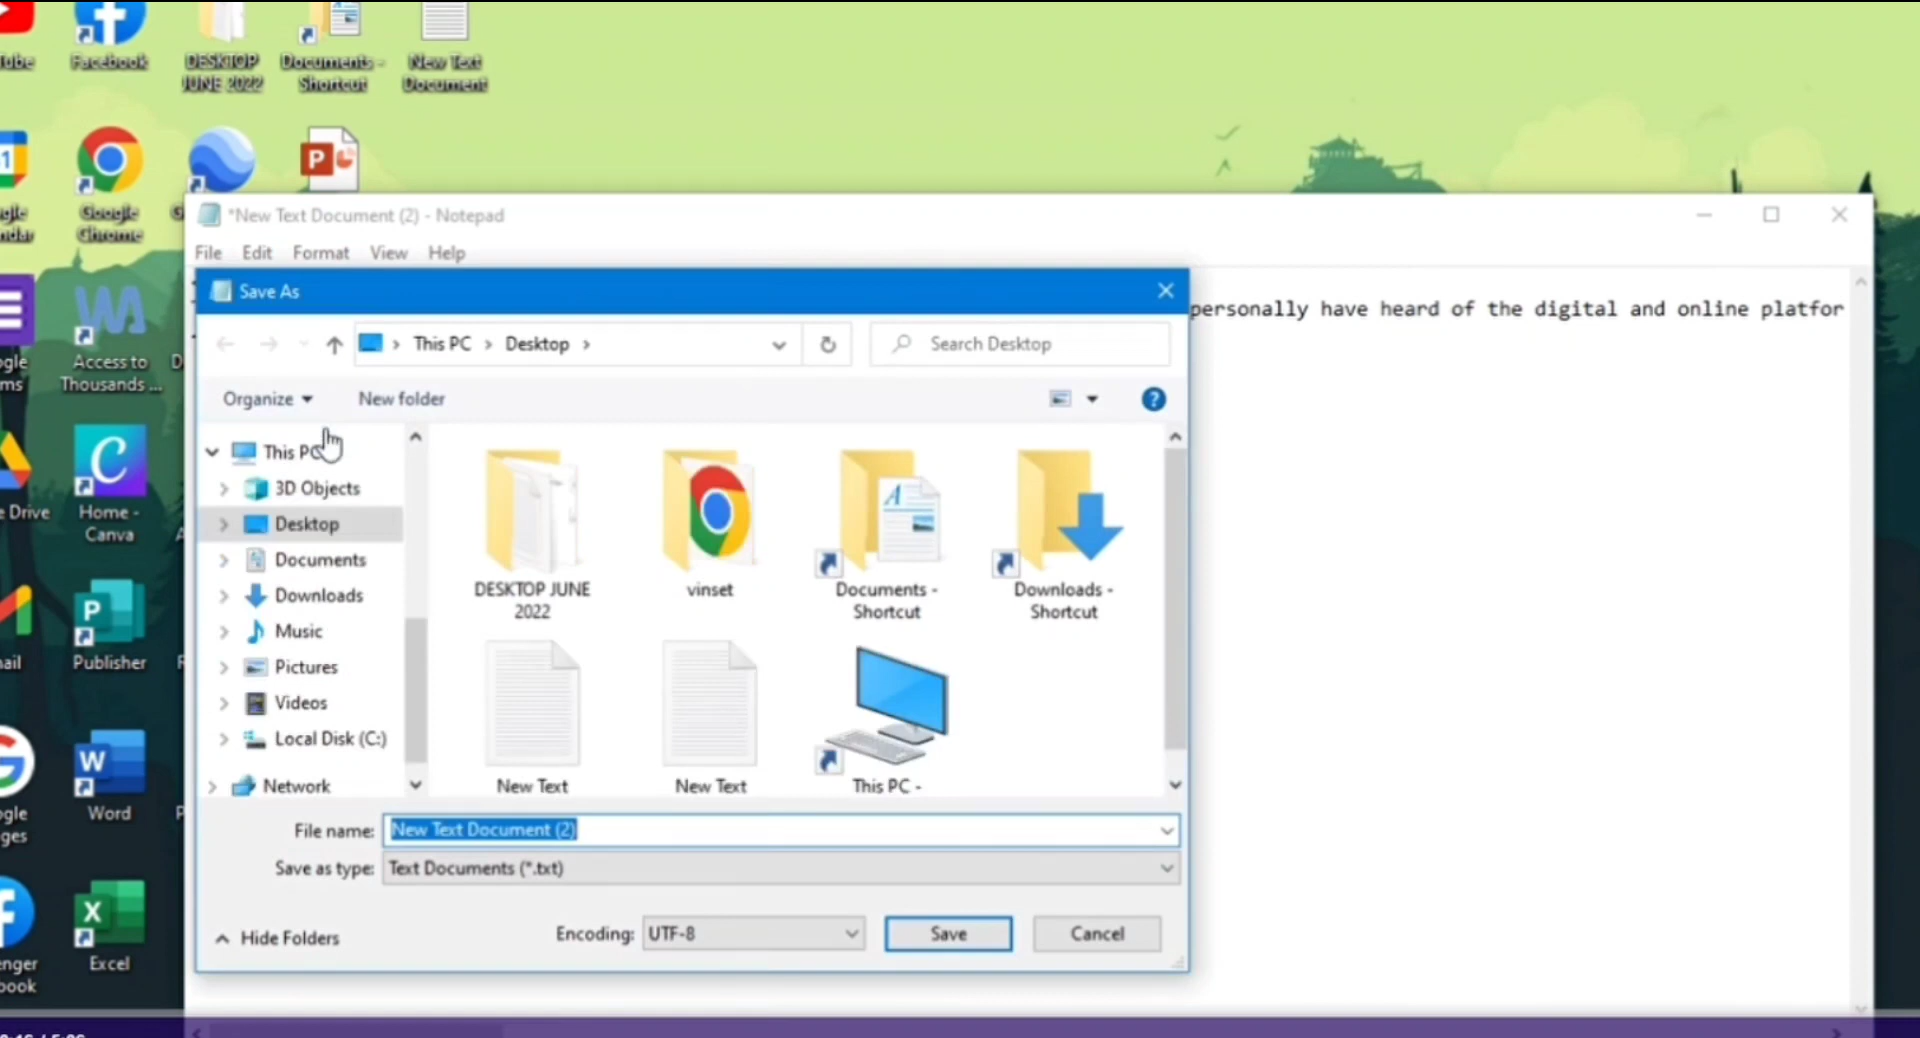 Facebook
DESKTOP
JUNE 2022
Documents -
Shortcut
New Text
Document
Google
Chrome
*New Text Document (2) - Notepad
File Edit Format View Help
Save As
personally have heard of the digital and online platfor
This PC > Desktop >
Search Desktop
Organize
New folder
Access to
Thousands ...
This PC
3D Objects
Desktop
Documents
Downloads
Music
Pictures
Videos
Local Disk (C:)
Network
DESKTOP JUNE
2022
vinset
Documents -
Shortcut
Downloads -
Shortcut
New Text
New Text
This PC -
e Drive
Home -
Canva
Publisher
Word
Excel
File name: New Text Document (2)
Save as type: Text Documents (*.txt)
Hide Folders
Encoding: UTF-8
Save
Cancel